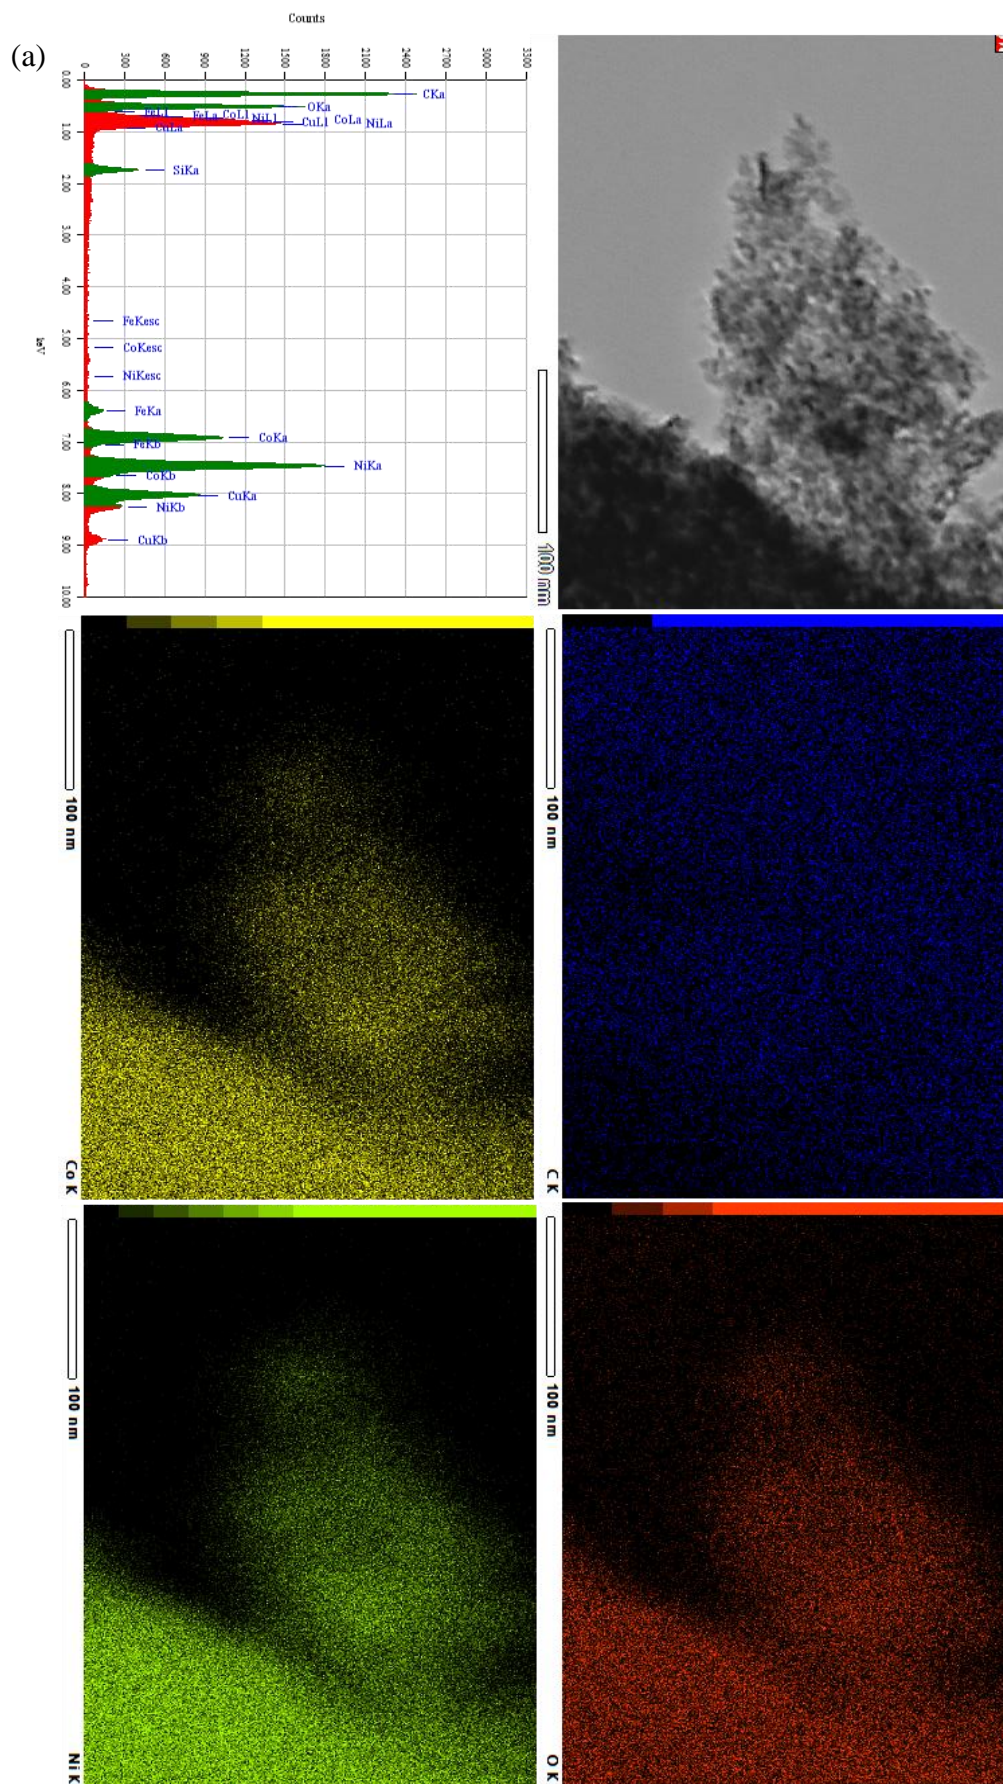 (a)
Counts
0 300 600 900 1200 1500 1800 2100 2400 2700 3000 3300
0.00
1.00
2.00
3.00
4.00
5.00
6.00
7.00
8.00
9.00
10.00
keV
CKa
OKa
FeLl FeLa CoLl NiLl CuLl CoLa NiLa
CuLa
SiKa
FeKesc
CoKesc
NiKesc
FeKa
CoKa
FeKb
NiKa
CoKb
CuKa
NiKb
CuKb
100 nm
100 nm
Co K
100 nm
C K
100 nm
Ni K
100 nm
O K